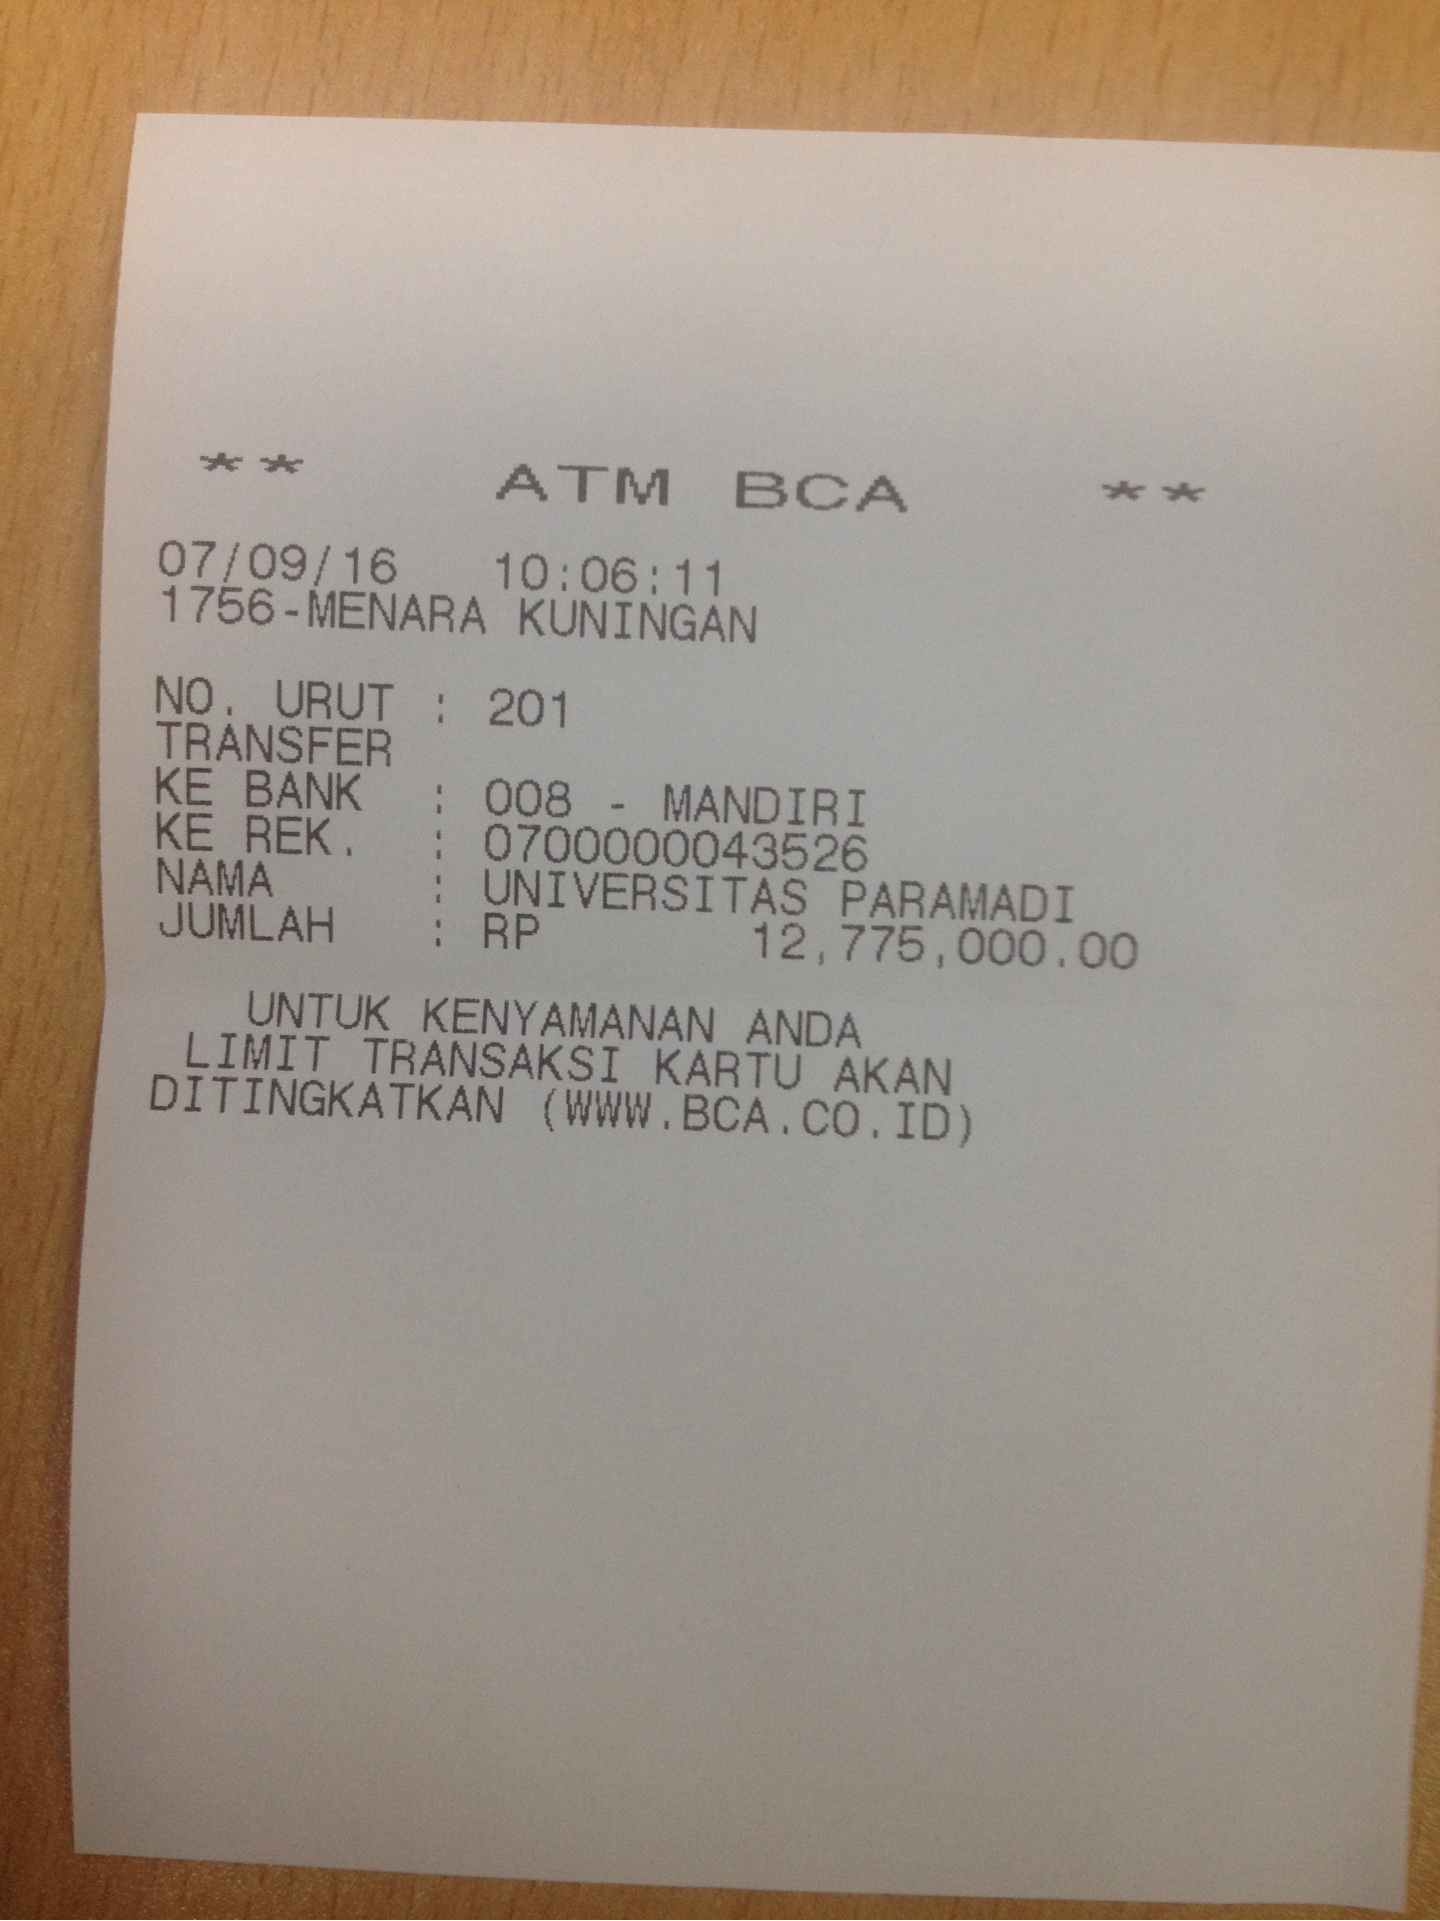 ** ATM BCA **
07/09/16 10:06:11
1756-MENARA KUNINGAN
NO. URUT : 201
TRANSFER
KE BANK : 008 - MANDIRI
KE REK. : 0700000043526
NAMA : UNIVERSITAS PARAMADI
JUMLAH : RP 12,775,000.00
UNTUK KENYAMANAN ANDA
LIMIT TRANSAKSI KARTU AKAN
DITINGKATKAN (WWW.BCA.CO.ID)